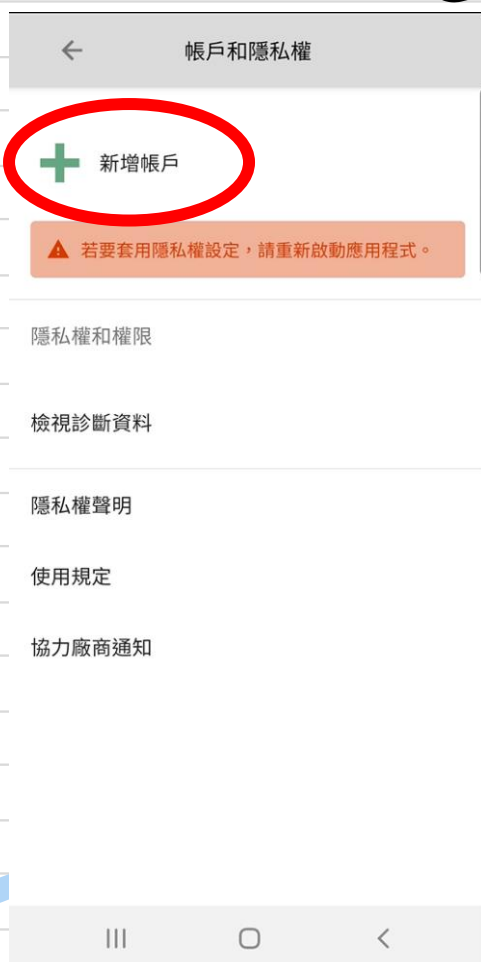 帳戶和隱私權
新增帳戶
若要套用隱私權設定，請重新啟動應用程式。
隱私權和權限
檢視診斷資料
隱私權聲明
使用規定
協力廠商通知